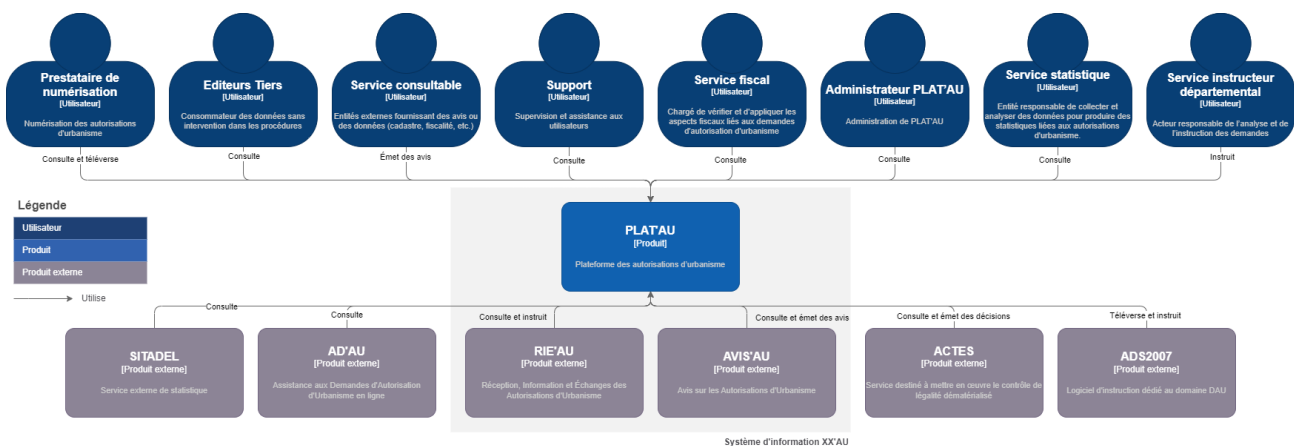 Prestataire de
numérisation
[Utilisateur]
Numérisation des autorisations
d'urbanisme
Editeurs Tiers
[Utilisateur]
Consommateur des données sans
intervention dans les procédures
Service consultable
[Utilisateur]
Entités externes fournissant des avis ou
des données (cadastre, fiscalité, etc.)
Support
[Utilisateur]
Supervision et assistance aux
utilisateurs
Service fiscal
[Utilisateur]
Chargé de vérifier et d'appliquer les
aspects fiscaux liés aux demandes
d'autorisation d'urbanisme
Administrateur PLAT'AU
[Utilisateur]
Administration de PLAT'AU
Service statistique
[Utilisateur]
Entité responsable de collecter et
analyser des données pour produire des
statistiques liées aux autorisations
d'urbanisme.
Service instructeur
départemental
[Utilisateur]
Acteur responsable de l'analyse et de
l'instruction des demandes
Consulte et téléverse
Consulte
Émet des avis
Consulte
Consulte
Consulte
Consulte
Instruit
Légende
Utilisateur
Produit
Produit externe
Utilise
PLAT'AU
[Produit]
Plateforme des autorisations d'urbanisme
Consulte
Consulte
Consulte et instruit
Consulte et émet des avis
Consulte et émet des décisions
Téléverse et instruit
SITADEL
[Produit externe]
Service externe de statistique
AD'AU
[Produit externe]
Assistance aux Demandes d'Autorisation
d'Urbanisme en ligne
RIE'AU
[Produit externe]
Réception, Information et Échanges des
Autorisations d'Urbanisme
AVIS'AU
[Produit externe]
Avis sur les Autorisations d'Urbanisme
ACTES
[Produit externe]
Service destiné à mettre en œuvre le contrôle de
légalité dématérialisé
ADS2007
[Produit externe]
Logiciel d'instruction dédié au domaine DAU
Système d'information XX'AU